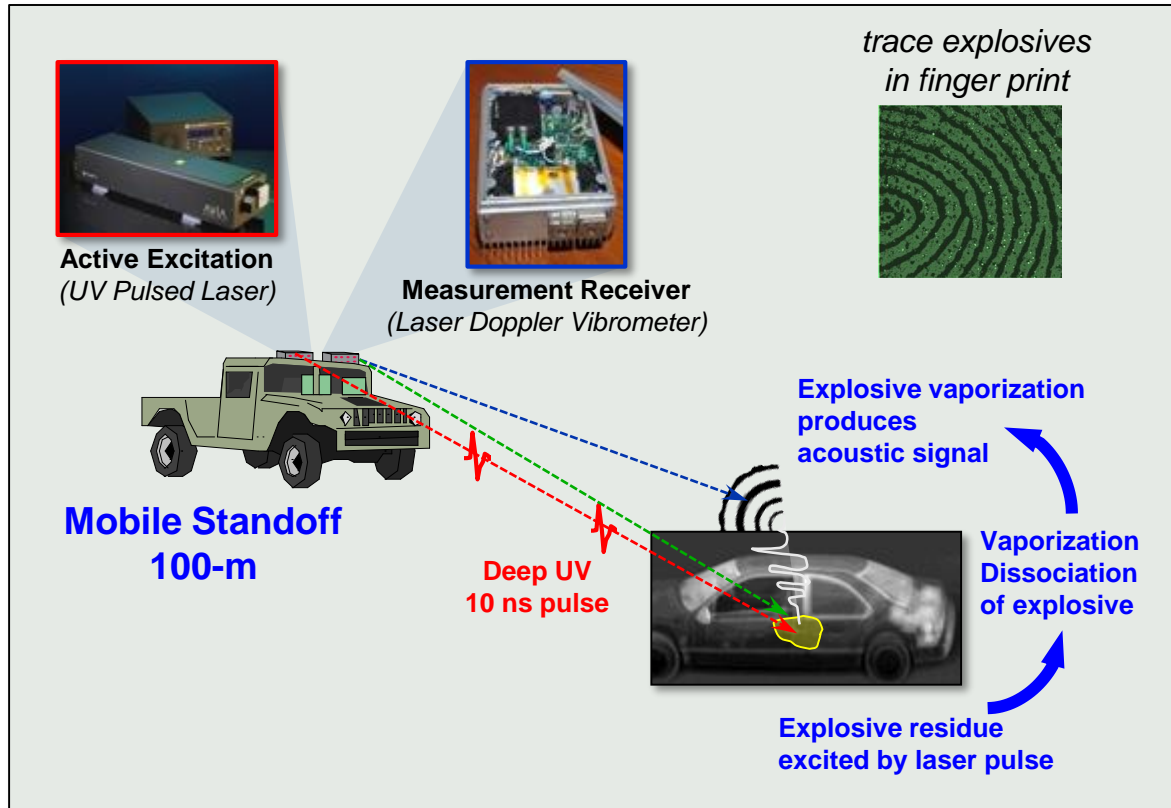 trace explosives
in finger print
Active Excitation
(UV Pulsed Laser)
Measurement Receiver
(Laser Doppler Vibrometer)
Mobile Standoff
100-m
Deep UV
10 ns pulse
Explosive vaporization
produces
acoustic signal
Vaporization
Dissociation
of explosive
Explosive residue
excited by laser pulse
AVIA